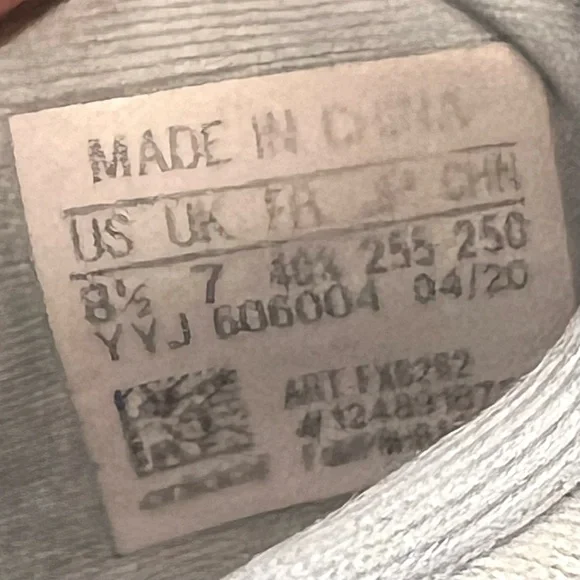 MADE IN CHINA
US UK FR JP CHN
8½ 7 40⅔ 255 250
YYJ 606004 04/20
ART